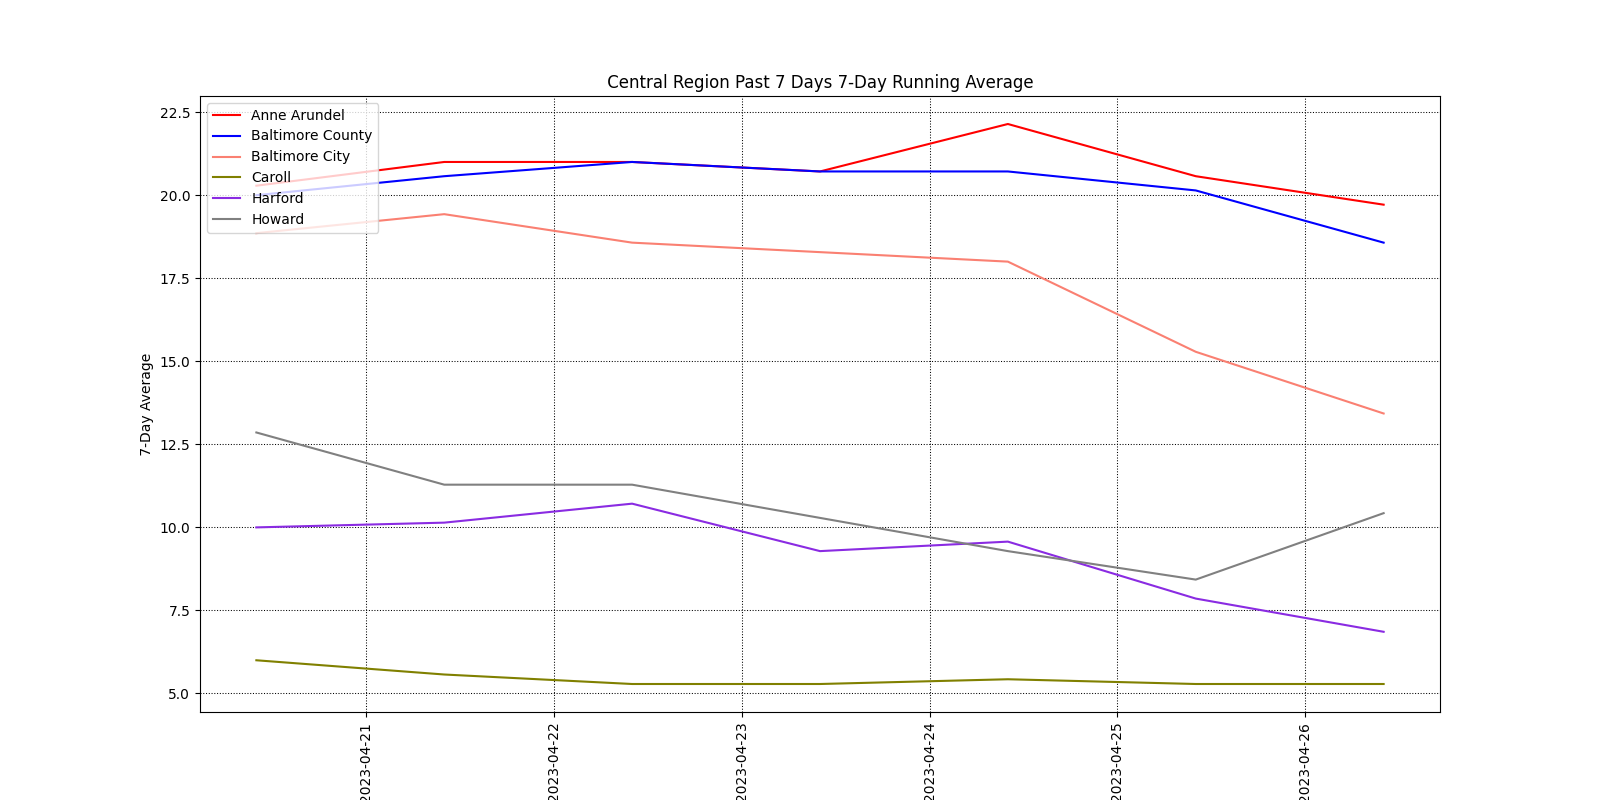 Central Region Past 7 Days 7-Day Running Average
22.5
20.0
17.5
15.0
12.5
10.0
7.5
5.0
7-Day Average
Anne Arundel
Baltimore County
Baltimore City
Caroll
Harford
Howard
2023-04-21
2023-04-22
2023-04-23
2023-04-24
2023-04-25
2023-04-26